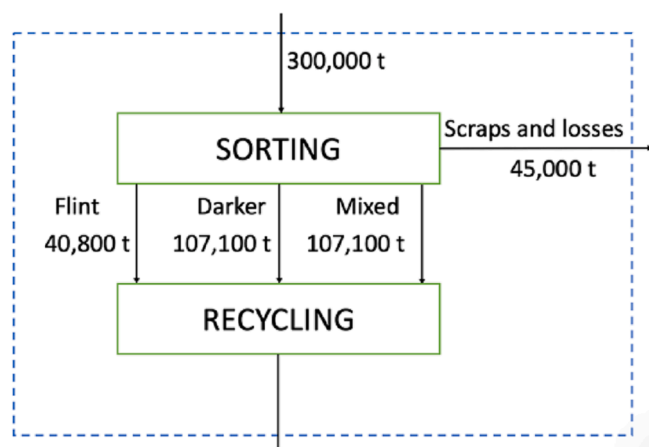 300,000 t
Scraps and losses
SORTING
45,000 t
Flint Darker Mixed
40,800 t 107,100 t 107,100 t
RECYCLING